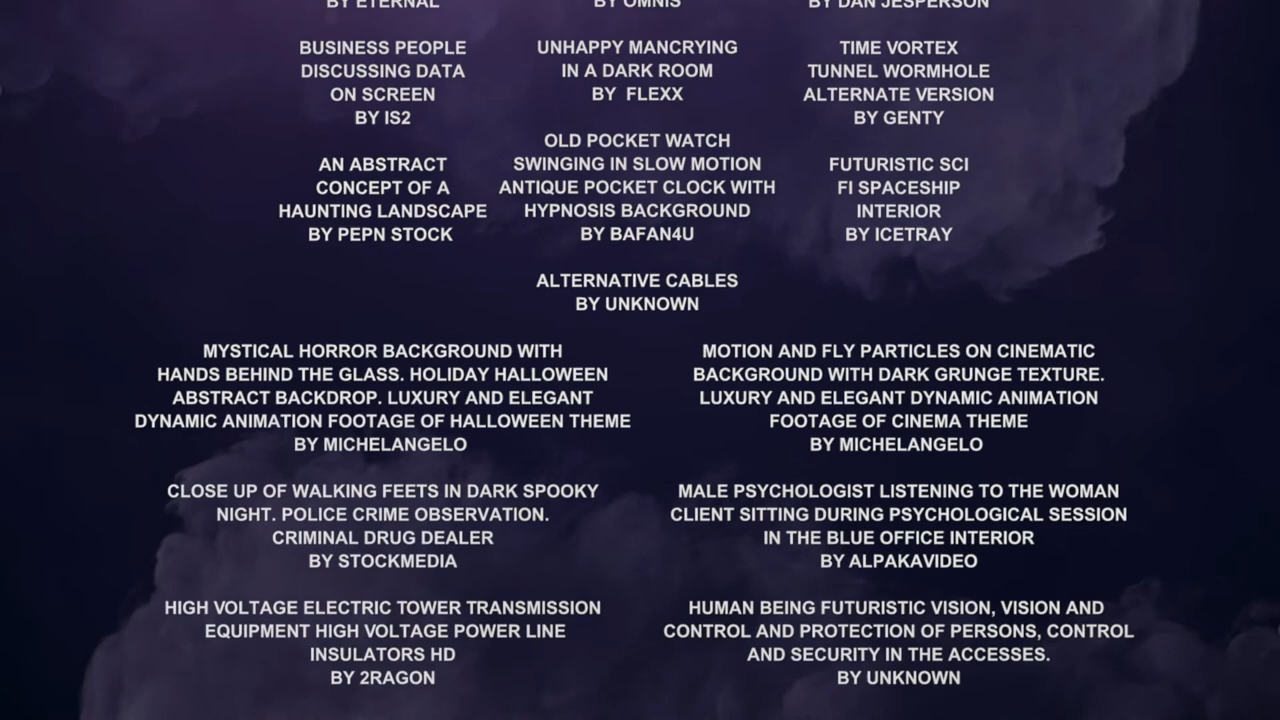 BY ETERNAL
BY OMNIS
BY DAN JESPERSON
BUSINESS PEOPLE
DISCUSSING DATA
ON SCREEN
BY IS2
UNHAPPY MANCRYING
IN A DARK ROOM
BY FLEXX
TIME VORTEX
TUNNEL WORMHOLE
ALTERNATE VERSION
BY GENTY
AN ABSTRACT
CONCEPT OF A
HAUNTING LANDSCAPE
BY PEPN STOCK
OLD POCKET WATCH
SWINGING IN SLOW MOTION
ANTIQUE POCKET CLOCK WITH
HYPNOSIS BACKGROUND
BY BAFAN4U
FUTURISTIC SCI
FI SPACESHIP
INTERIOR
BY ICETRAY
ALTERNATIVE CABLES
BY UNKNOWN
MYSTICAL HORROR BACKGROUND WITH
HANDS BEHIND THE GLASS. HOLIDAY HALLOWEEN
ABSTRACT BACKDROP. LUXURY AND ELEGANT
DYNAMIC ANIMATION FOOTAGE OF HALLOWEEN THEME
BY MICHELANGELO
MOTION AND FLY PARTICLES ON CINEMATIC
BACKGROUND WITH DARK GRUNGE TEXTURE.
LUXURY AND ELEGANT DYNAMIC ANIMATION
FOOTAGE OF CINEMA THEME
BY MICHELANGELO
CLOSE UP OF WALKING FEETS IN DARK SPOOKY
NIGHT. POLICE CRIME OBSERVATION.
CRIMINAL DRUG DEALER
BY STOCKMEDIA
MALE PSYCHOLOGIST LISTENING TO THE WOMAN
CLIENT SITTING DURING PSYCHOLOGICAL SESSION
IN THE BLUE OFFICE INTERIOR
BY ALPAKAVIDEO
HIGH VOLTAGE ELECTRIC TOWER TRANSMISSION
EQUIPMENT HIGH VOLTAGE POWER LINE
INSULATORS HD
BY 2RAGON
HUMAN BEING FUTURISTIC VISION, VISION AND
CONTROL AND PROTECTION OF PERSONS, CONTROL
AND SECURITY IN THE ACCESSES.
BY UNKNOWN